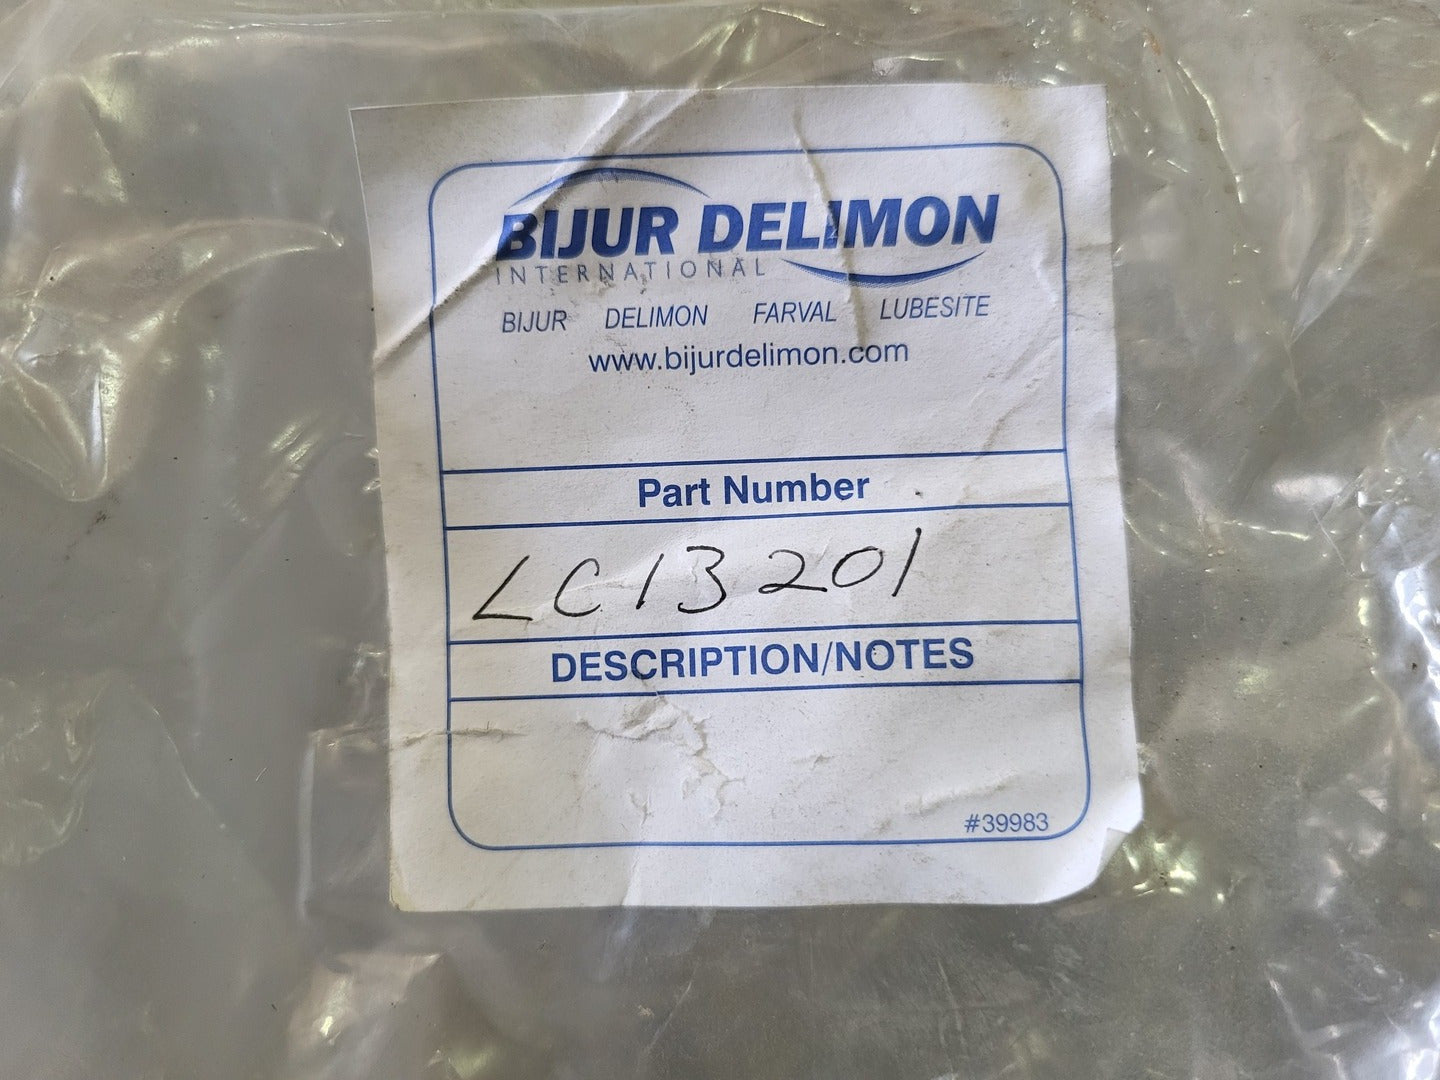 BIJUR DELIMON
INTERNATIONAL
BIJUR DELIMON FARVAL LUBESITE
www.bijurdelimon.com
Part Number
LC13201
DESCRIPTION/NOTES
#39983